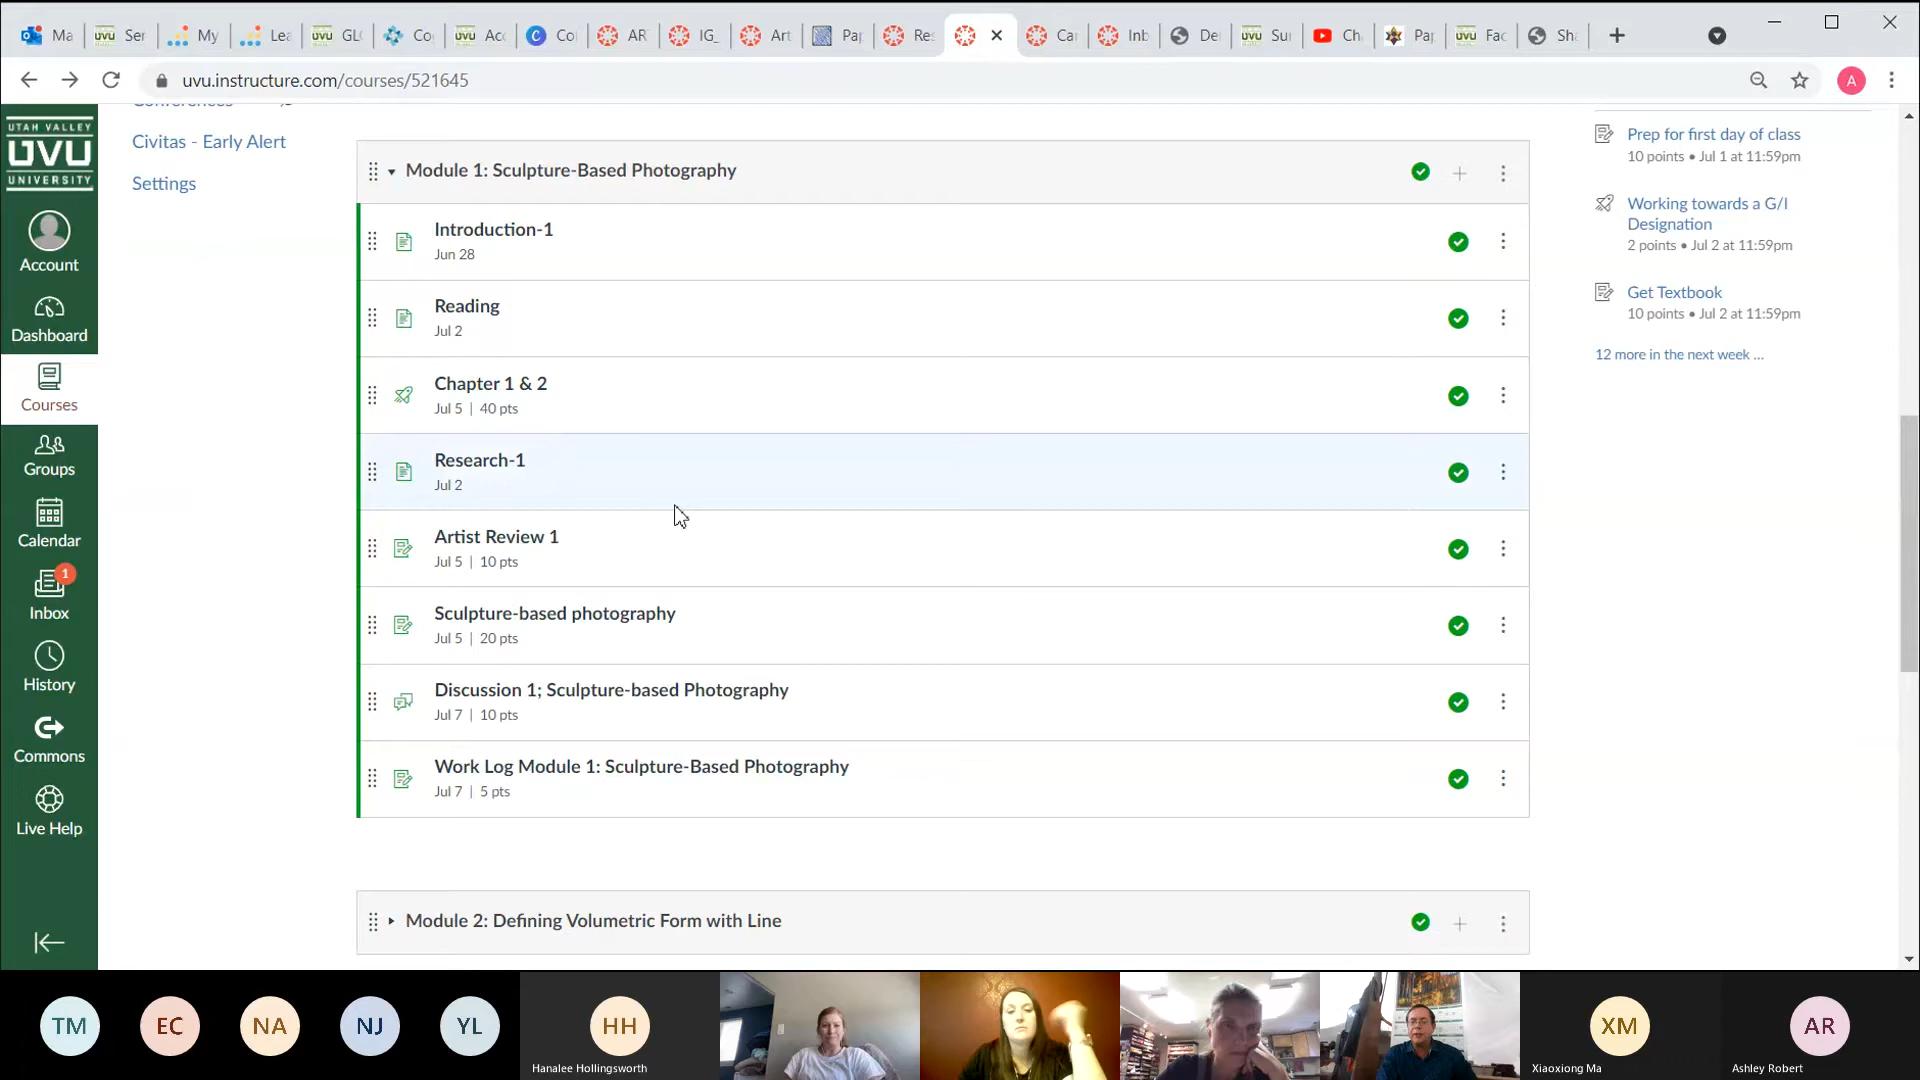 Ma
Ser
My
Lea
GL
Co
Acc
Co
AR
IG_
Art
Pap
Res
Ca
Inb
De
Sur
Ch
Pap
Fac
Sh
uvu.instructure.com/courses/521645
A
UTAH VALLEY
UVU
UNIVERSITY
Account
Dashboard
Courses
Groups
Calendar
1
Inbox
History
Commons
Live Help
Conferences
Civitas - Early Alert
Settings
Module 1: Sculpture-Based Photography
Introduction-1
Jun 28
Reading
Jul 2
Chapter 1 & 2
Jul 5 | 40 pts
Research-1
Jul 2
Artist Review 1
Jul 5 | 10 pts
Sculpture-based photography
Jul 5 | 20 pts
Discussion 1; Sculpture-based Photography
Jul 7 | 10 pts
Work Log Module 1: Sculpture-Based Photography
Jul 7 | 5 pts
Module 2: Defining Volumetric Form with Line
Prep for first day of class
10 points • Jul 1 at 11:59pm
Working towards a G/I
Designation
2 points • Jul 2 at 11:59pm
Get Textbook
10 points • Jul 2 at 11:59pm
12 more in the next week ...
TM
EC
NA
NJ
YL
HH
Hanalee Hollingsworth
XM
Xiaoxiong Ma
AR
Ashley Robert